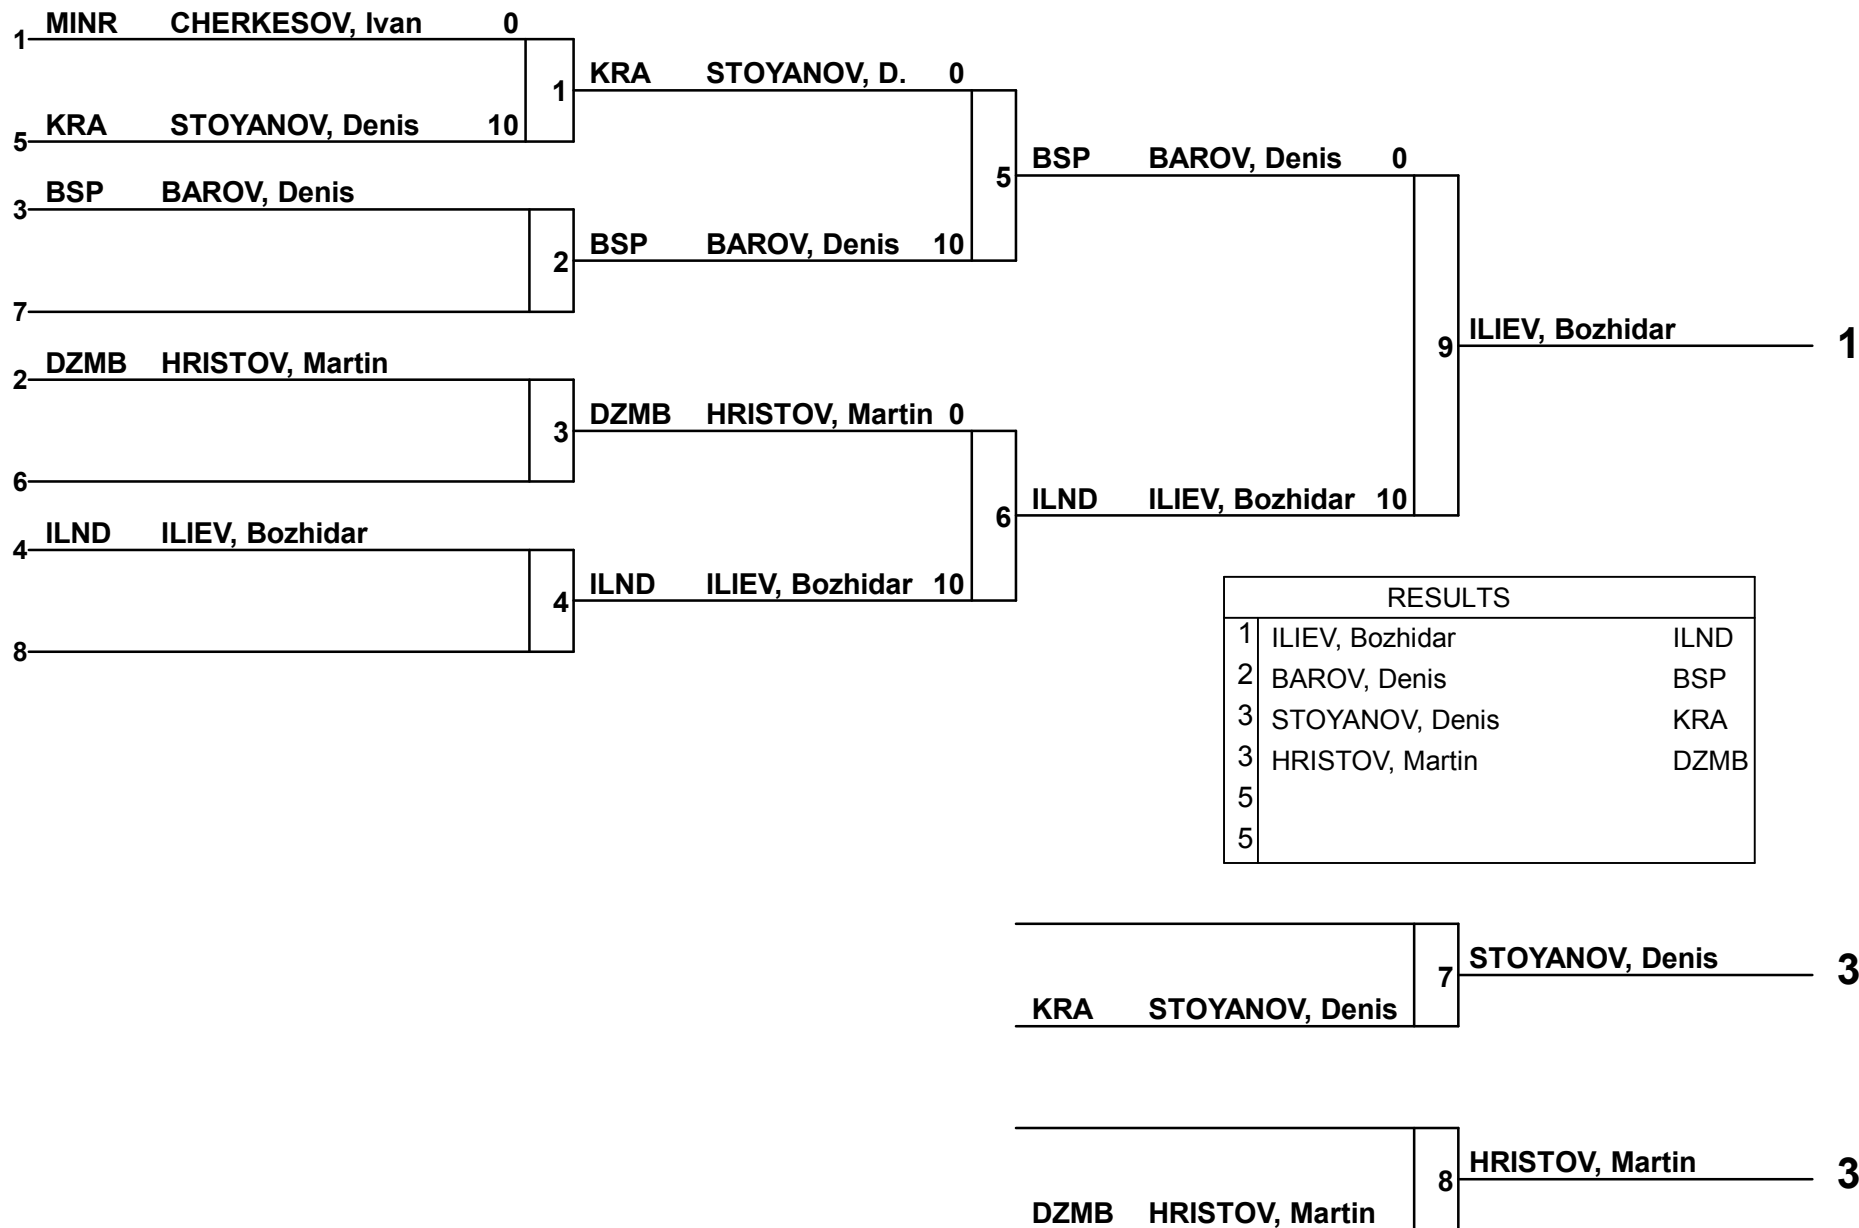 1 MINR CHERKESOV, Ivan 0
1 KRA STOYANOV, D. 0
5 KRA STOYANOV, Denis 10
5 BSP BAROV, Denis 0
3 BSP BAROV, Denis
2 BSP BAROV, Denis 10
7
9 ILIEV, Bozhidar 1
2 DZMB HRISTOV, Martin
3 DZMB HRISTOV, Martin 0
6
6 ILND ILIEV, Bozhidar 10
4 ILND ILIEV, Bozhidar
4 ILND ILIEV, Bozhidar 10
8
RESULTS
1 ILIEV, Bozhidar ILND
2 BAROV, Denis BSP
3 STOYANOV, Denis KRA
3 HRISTOV, Martin DZMB
5
5
7 STOYANOV, Denis 3
KRA STOYANOV, Denis
8 HRISTOV, Martin 3
DZMB HRISTOV, Martin